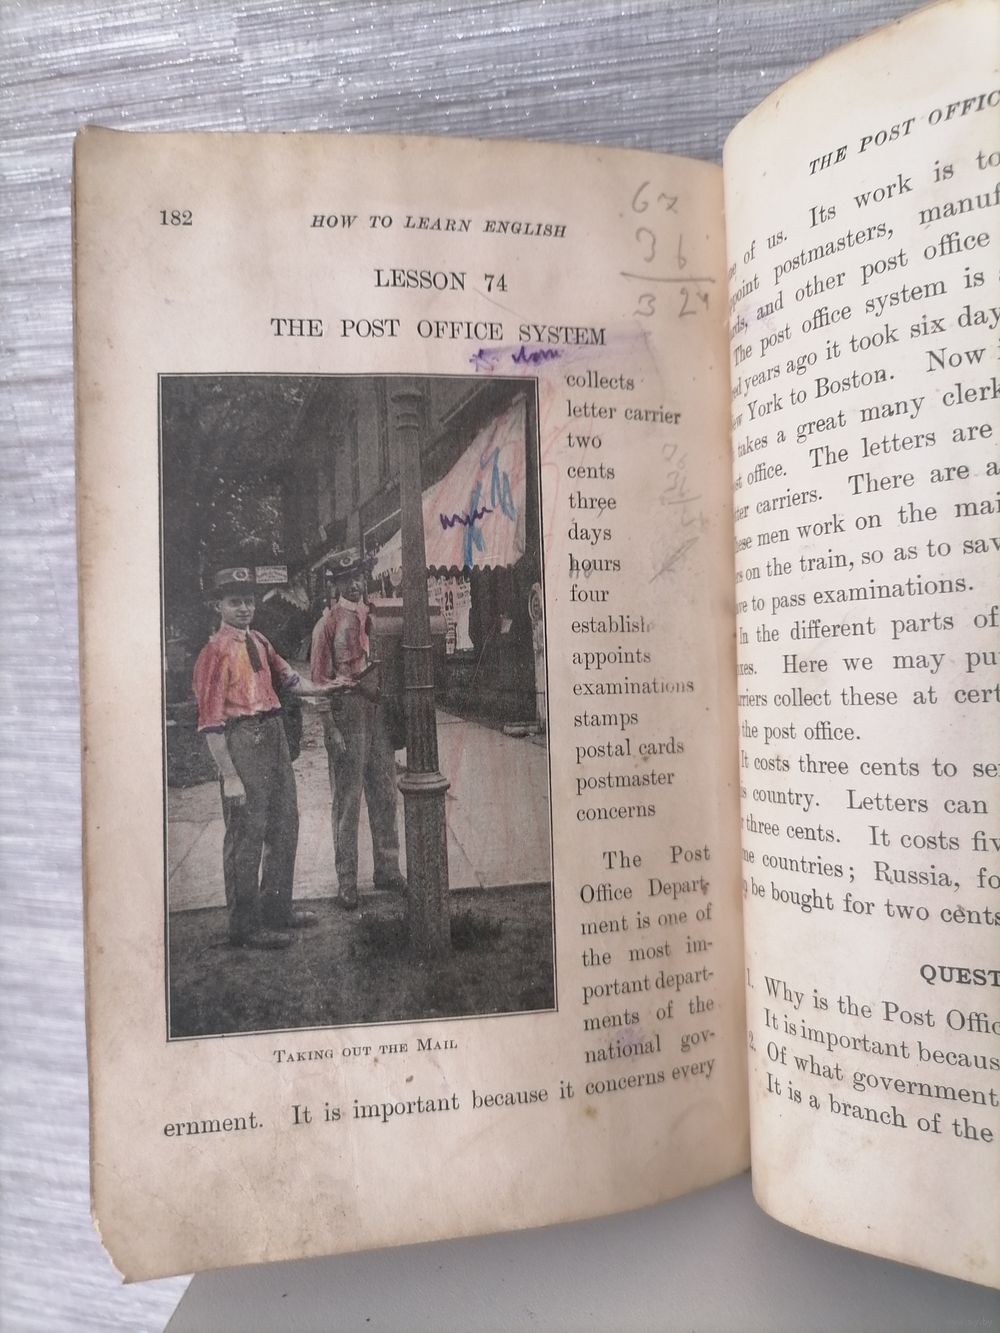 182
HOW TO LEARN ENGLISH
67
36
LESSON 74
THE POST OFFICE SYSTEM
collects
letter carrier
two
cents
three
days
hours
four
establish
appoints
examinations
stamps
postal cards
postmaster
concerns
The Post
Office Depart-
ment is one of
the most im-
portant depart-
ments of the
national gov-
TAKING OUT THE MAIL
ernment. It is important because it concerns every
THE POST OFFIC
of us. Its work is to
postmasters, manuf
and other post office
The post office system is
years ago it took six day
York to Boston. Now
takes a great many clerk
office. The letters are
carriers. There are a
men work on the mai
on the train, so as to sav
to pass examinations.
In the different parts of
Here we may pu
collect these at cert
the post office.
It costs three cents to se
country. Letters can
three cents. It costs fiv
countries; Russia, fo
be bought for two cents
QUEST
1. Why is the Post Offic
It is important becaus
2. Of what government
It is a branch of the